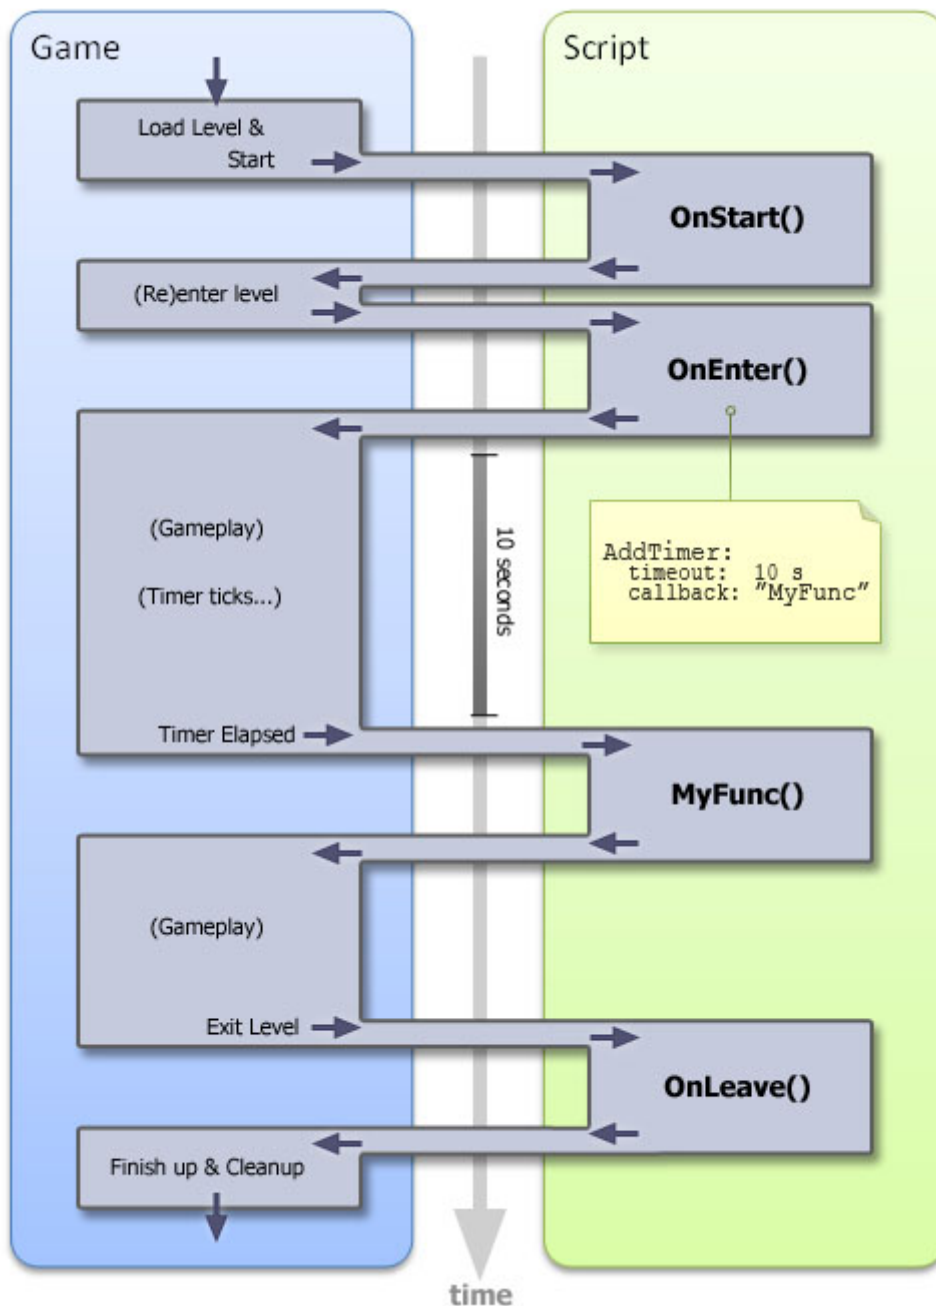 Game
Script
Load Level &
Start
OnStart()
(Re)enter level
OnEnter()
(Gameplay)
(Timer ticks...)
10 seconds
AddTimer:
timeout: 10 s
callback: ”MyFunc”
Timer Elapsed
MyFunc()
(Gameplay)
Exit Level
OnLeave()
Finish up & Cleanup
time